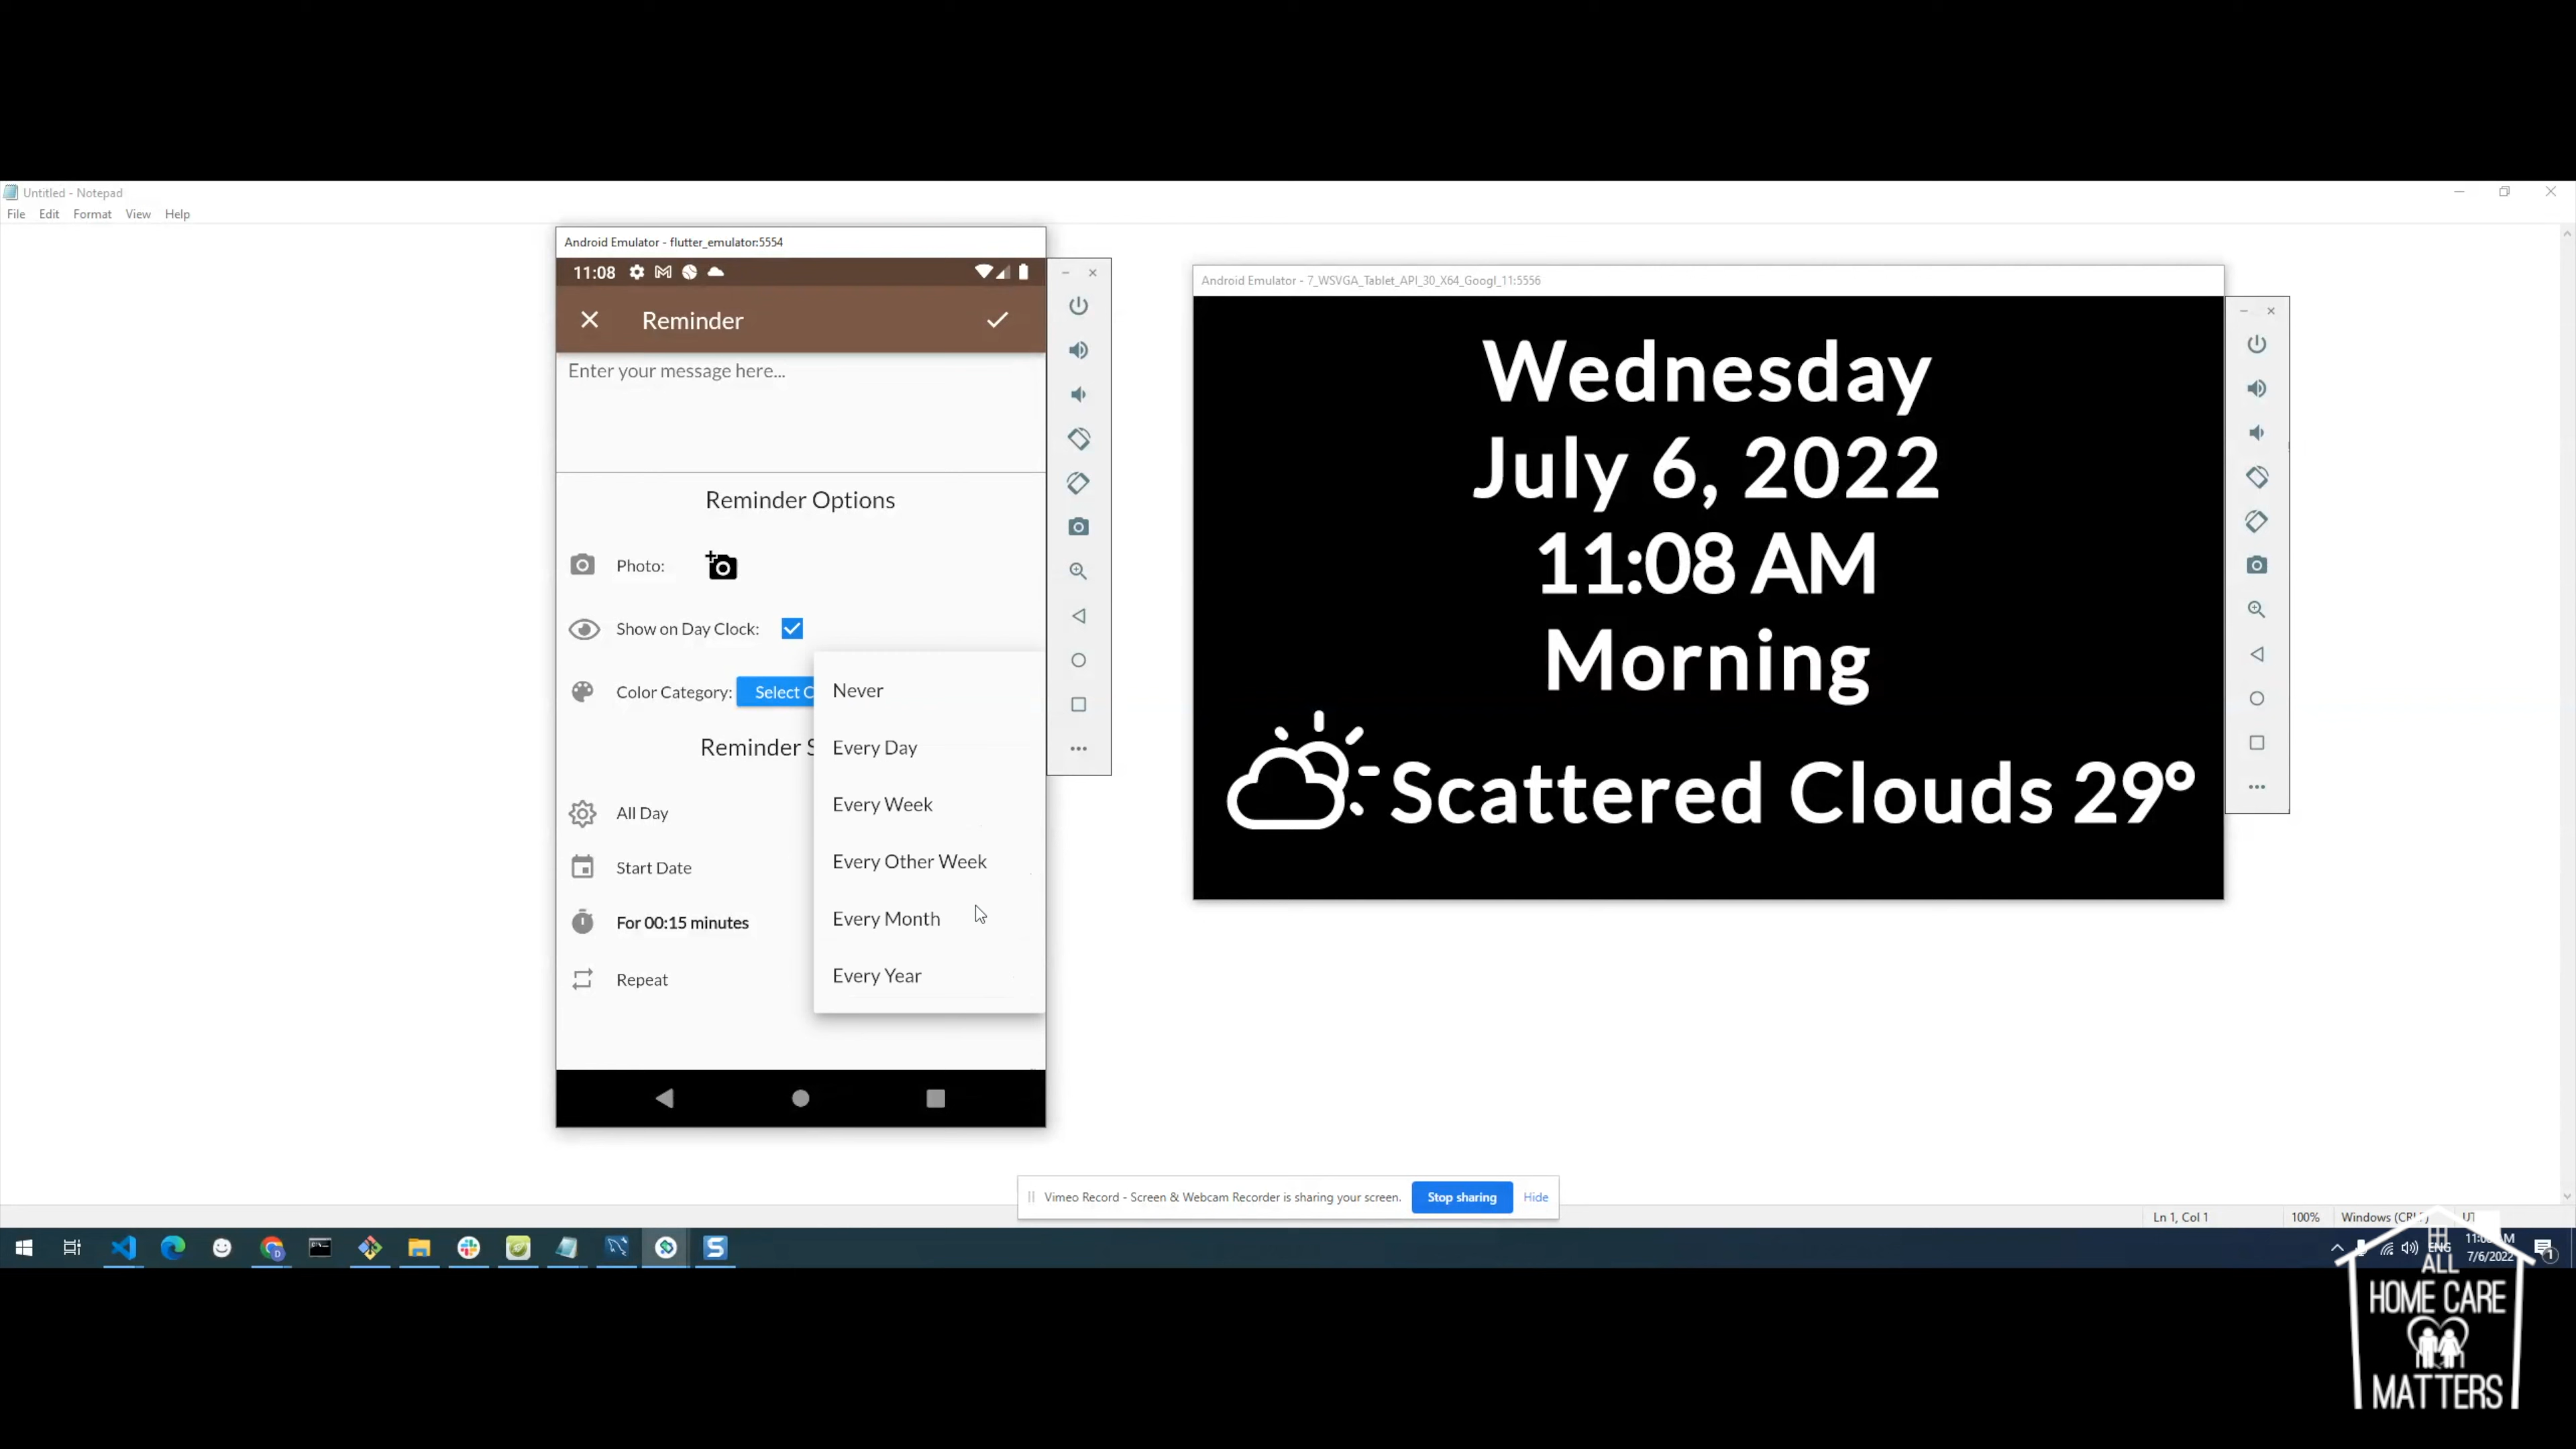 Untitled - Notepad
File Edit Format View Help
Android Emulator - flutter_emulator:5554
11:08
Reminder
Enter your message here...
Reminder Options
Photo:
Show on Day Clock:
Color Category: Select C
Reminder S
All Day
Start Date
For 00:15 minutes
Repeat
Never
Every Day
Every Week
Every Other Week
Every Month
Every Year
Android Emulator - 7_WSVGA_Tablet_API_30_X64_Googl_11:5556
Wednesday
July 6, 2022
11:08 AM
Morning
Scattered Clouds 29°
Vimeo Record - Screen & Webcam Recorder is sharing your screen. Stop sharing Hide
Ln 1, Col 1 100% Windows
ENG
7/6/2022
ALL
HOME CARE
MATTERS